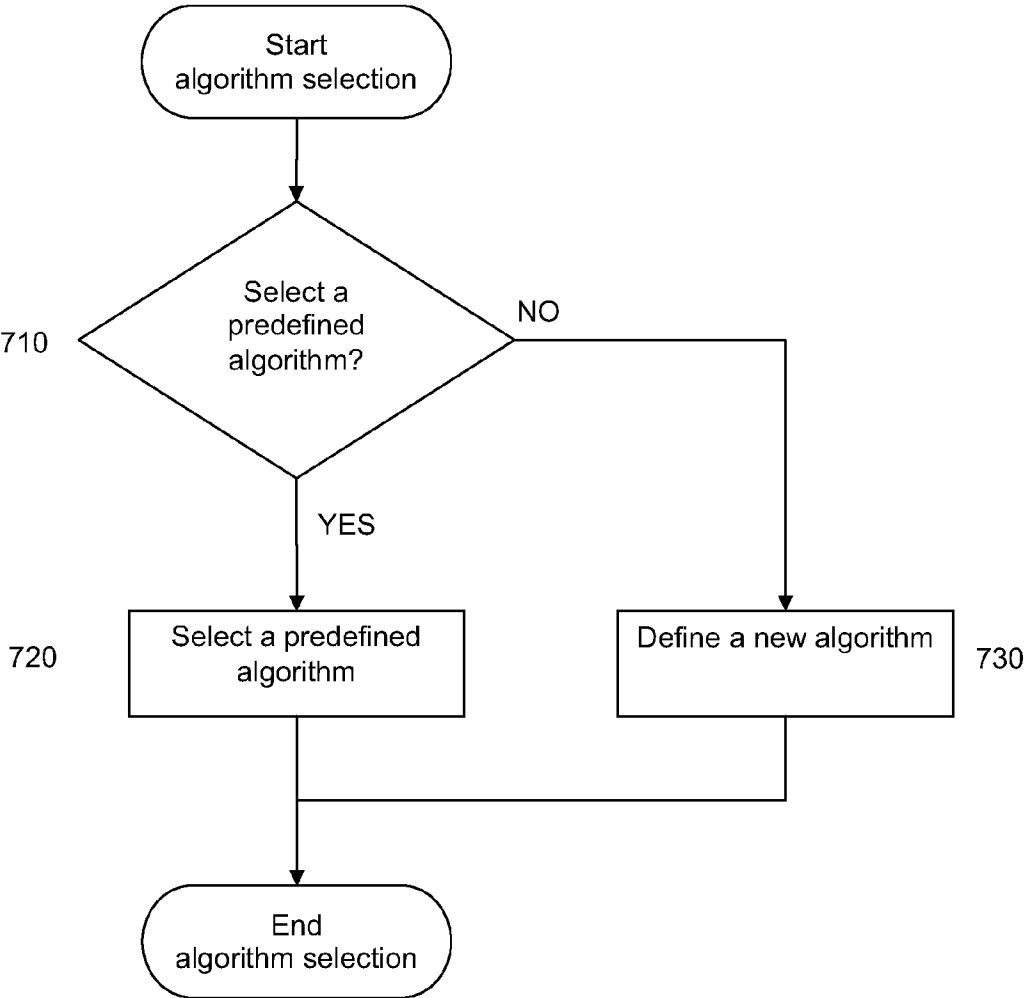 Start
algorithm selection
Select a
predefined
algorithm?
710
NO
YES
720
Select a predefined
algorithm
Define a new algorithm
730
End
algorithm selection